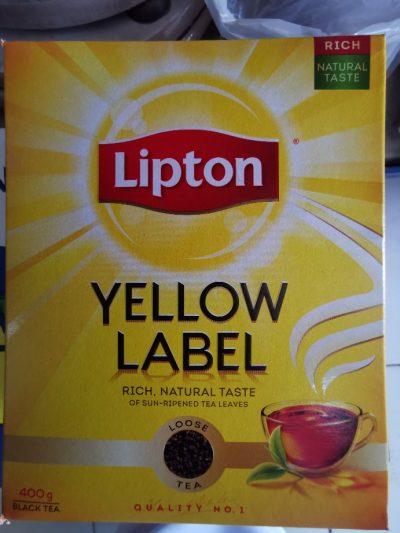 RICH
NATURAL
TASTE
Lipton
®
YELLOW
LABEL
RICH, NATURAL TASTE
OF SUN-RIPENED TEA LEAVES
LOOSE
TEA
400g
BLACK TEA
QUALITY NO.1